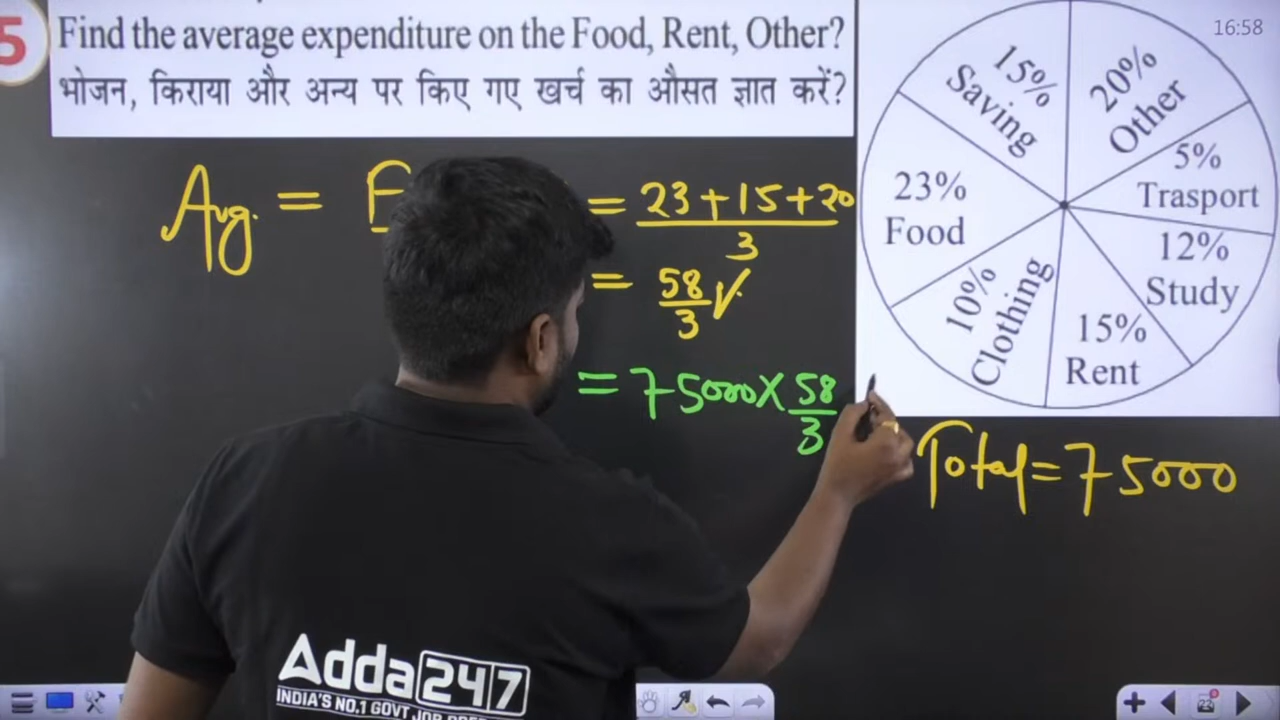 5
Find the average expenditure on the Food, Rent, Other?
भोजन, किराया और अन्य पर किए गए खर्च का औसत ज्ञात करें?
16:58
15%
Saving
20%
Other
5%
Trasport
23%
Food
12%
Study
10%
Clothing
15%
Rent
Avg. = F
= 23+15+20
3
= 58
3
= 75000 × 58
3
Total = 75000
Adda247
INDIA'S NO.1 GOVT